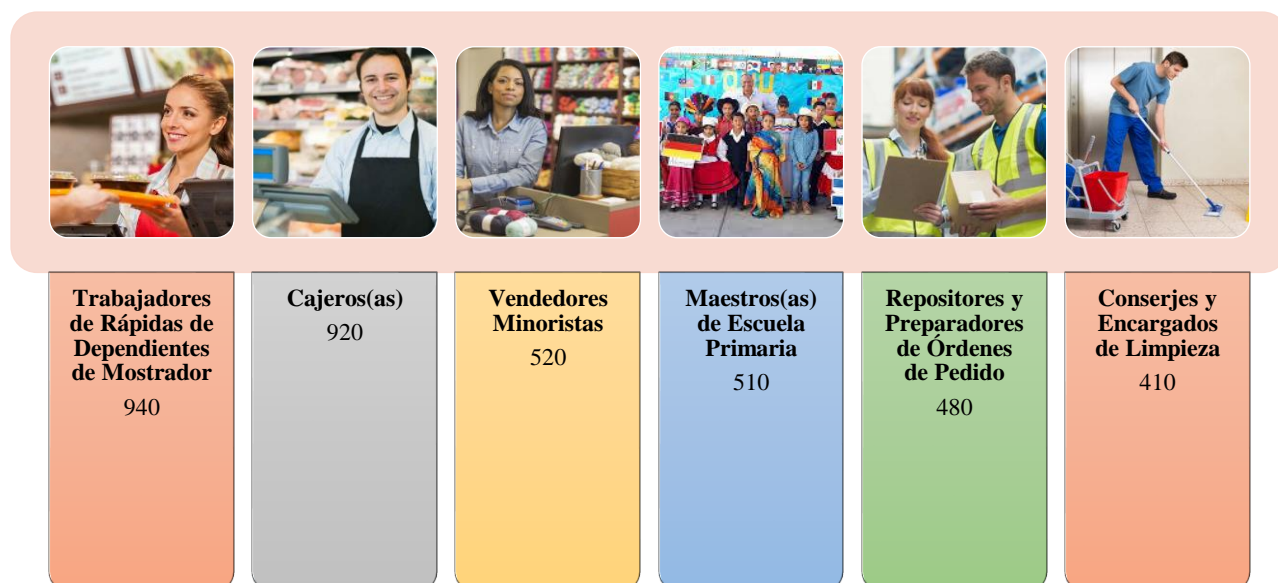 Trabajadores
de Rápidas de
Dependientes
de Mostrador
940
Cajeros(as)
920
Vendedores
Minoristas
520
Maestros(as)
de Escuela
Primaria
510
Repositores y
Preparadores
de Órdenes
de Pedido
480
Conserjes y
Encargados
de Limpieza
410